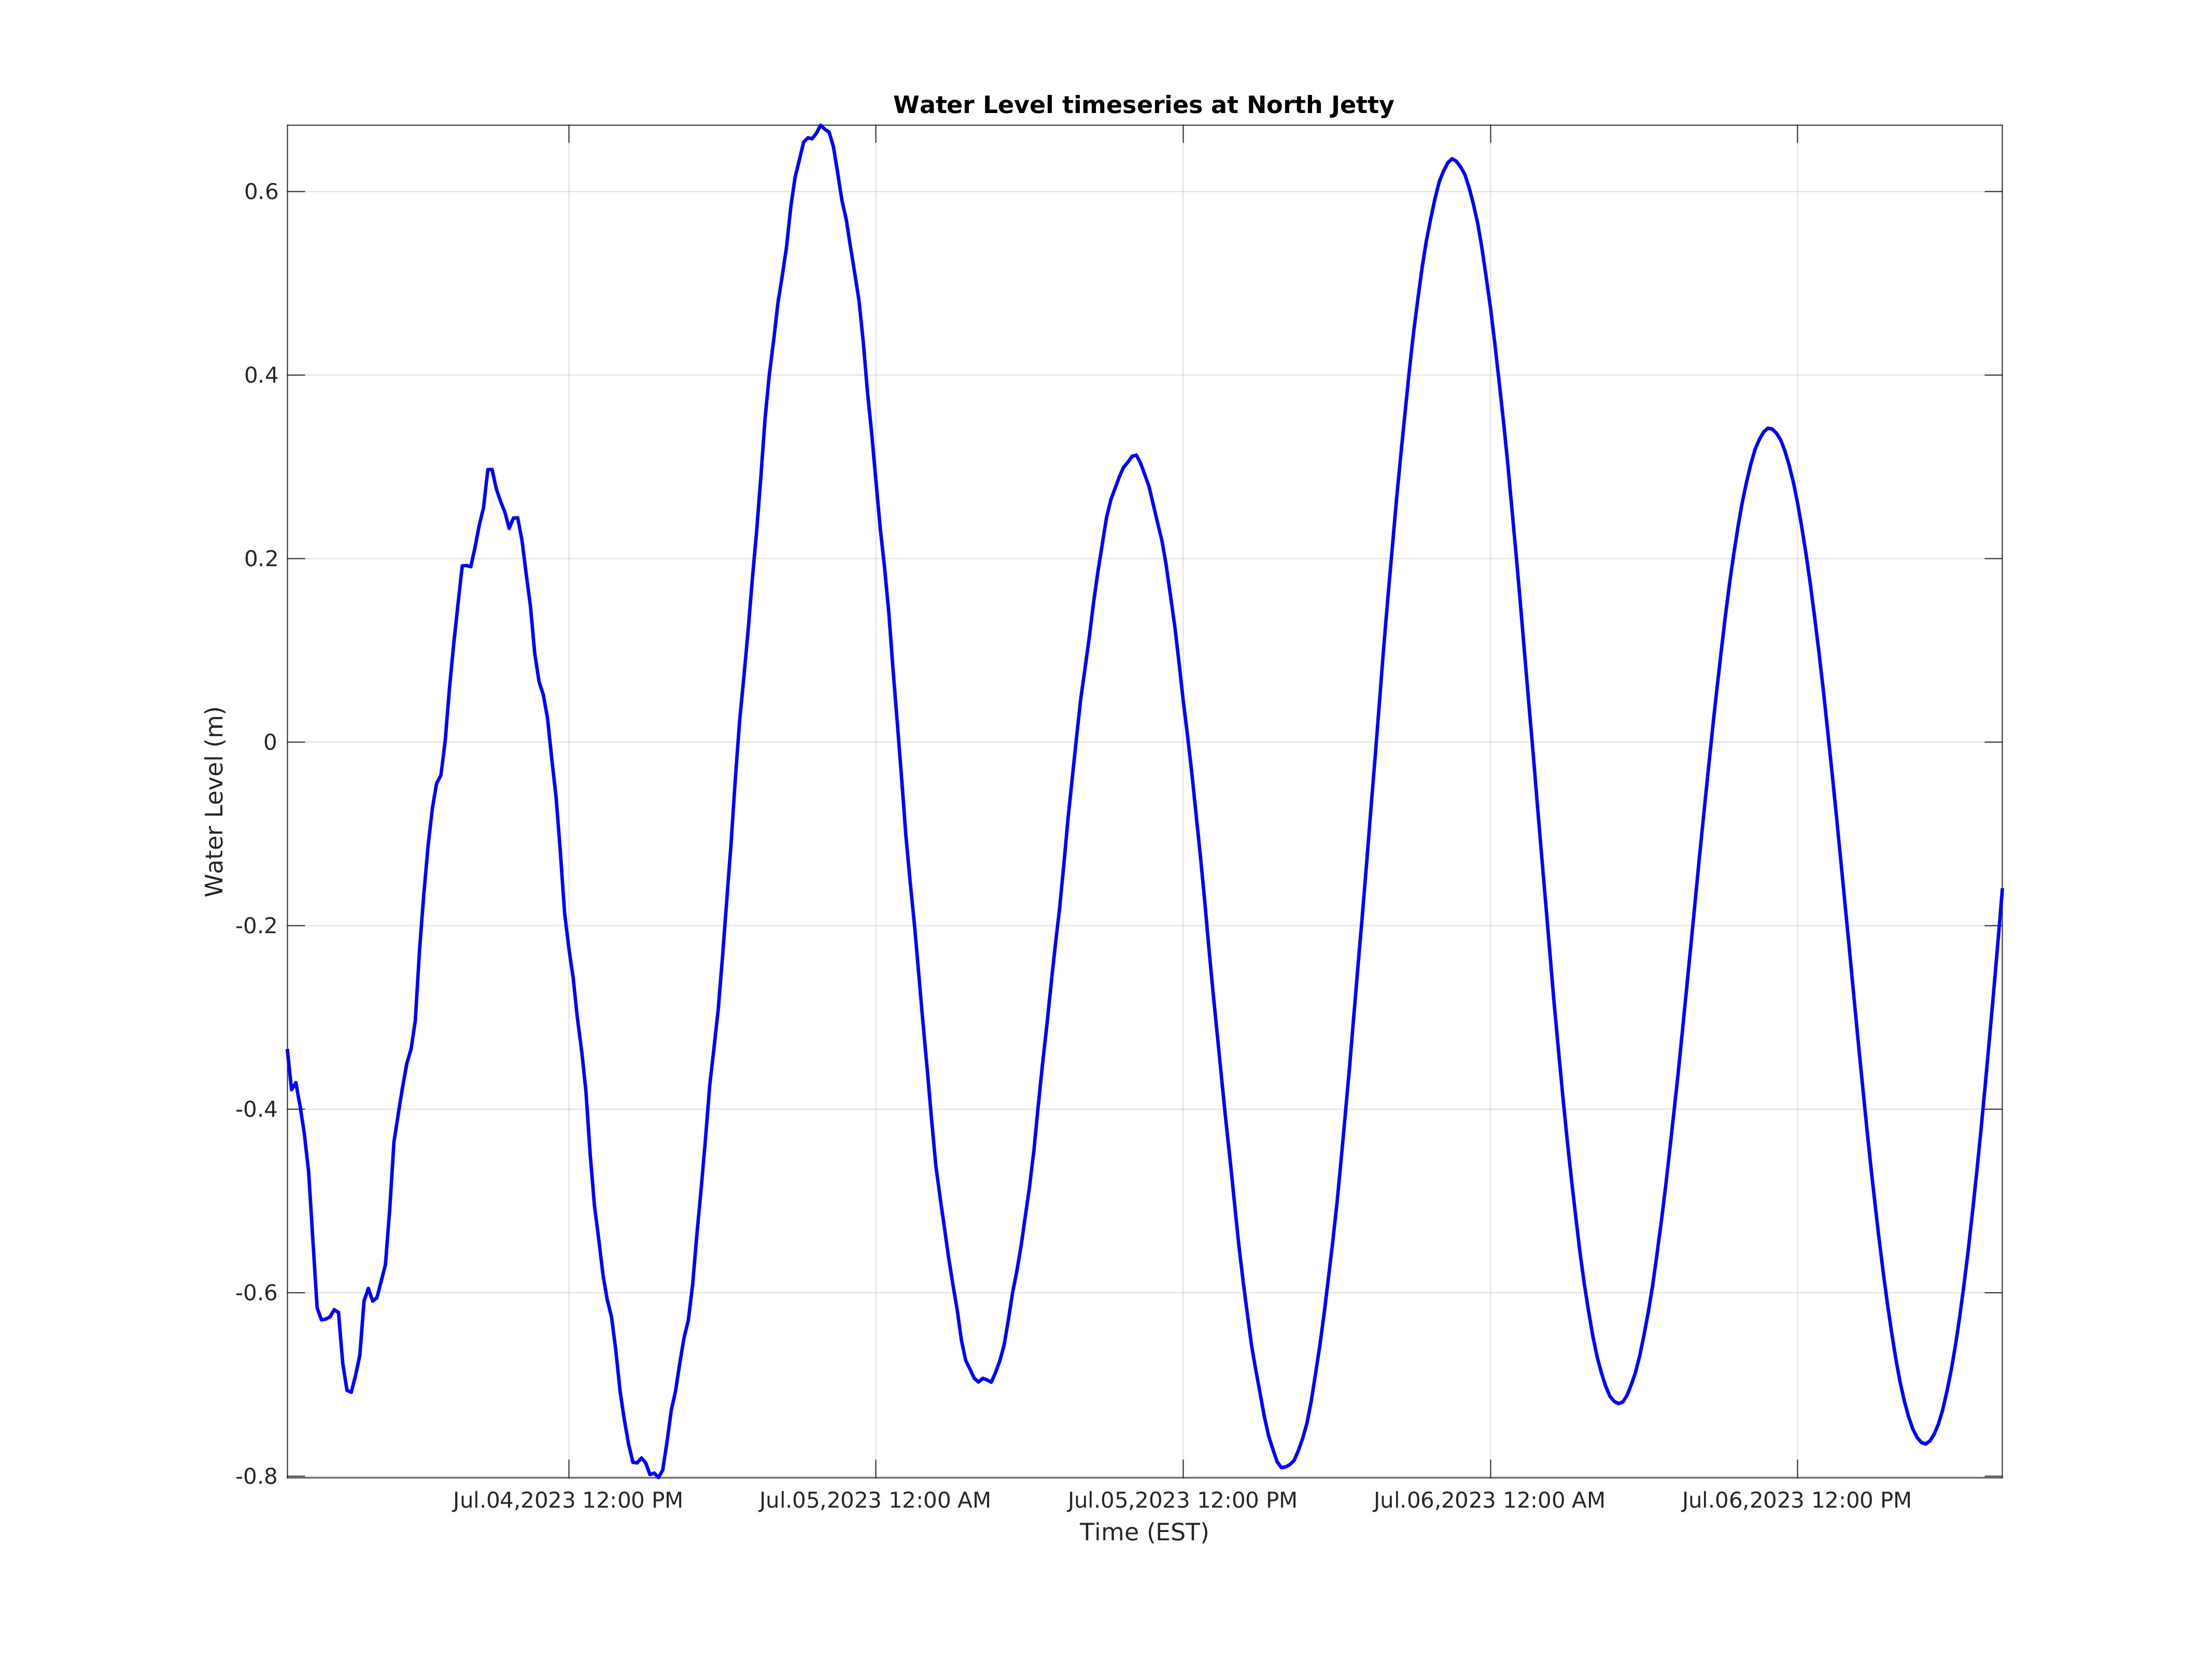 Water Level timeseries at North Jetty
0.6
0.4
0.2
0
-0.2
-0.4
-0.6
-0.8
Water Level (m)
Jul.04,2023 12:00 PM
Jul.05,2023 12:00 AM
Jul.05,2023 12:00 PM
Jul.06,2023 12:00 AM
Jul.06,2023 12:00 PM
Time (EST)